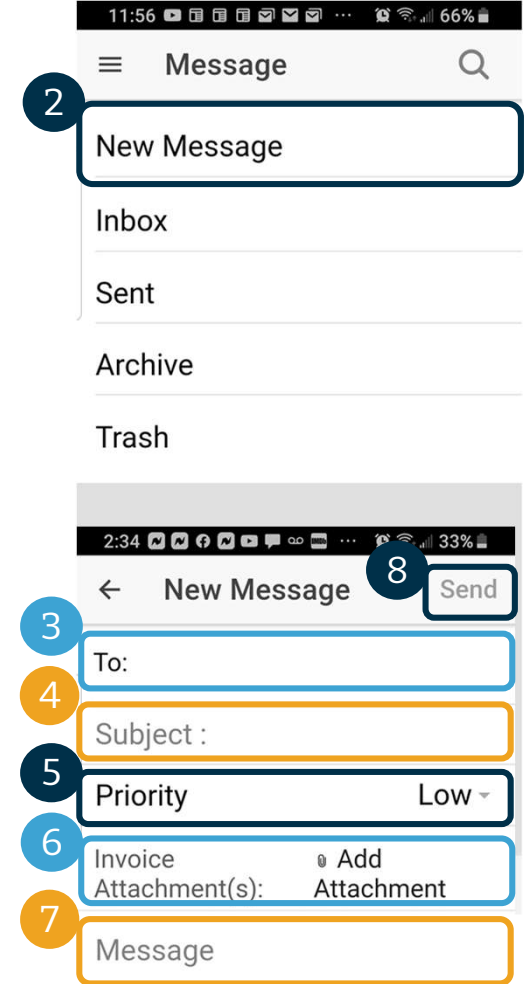 11:56 66%
Message
2
New Message
Inbox
Sent
Archive
Trash
2:34 33%
8
New Message Send
3
To:
4
Subject :
5
Priority Low
6
Invoice Add
Attachment(s): Attachment
7
Message